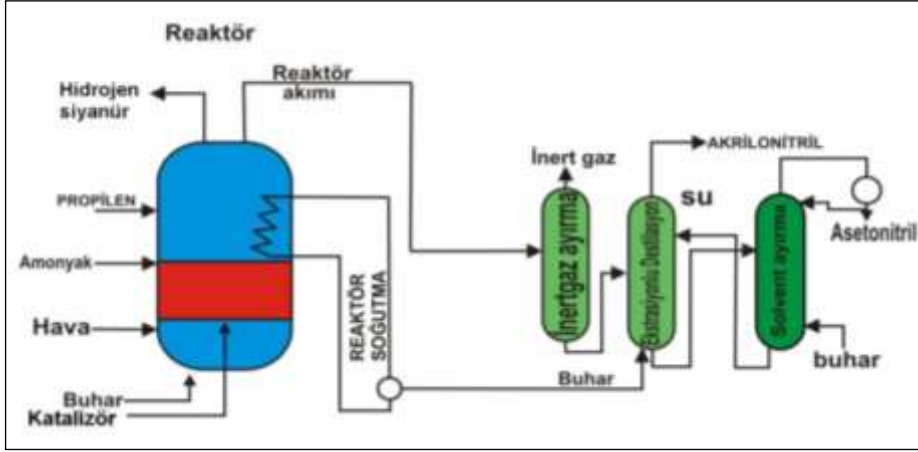 Reaktör
Hidrojen
siyanür
Reaktör
akımı
PROPİLEN
Amonyak
Hava
Buhar
Katalizör
REAKTÖR
SOĞUTMA
Buhar
İnert gaz
İnertgaz ayırma
AKRİLONİTRİL
Ekstrasiyonlu Destilasyon
su
Solvent ayırma
Asetonitril
buhar